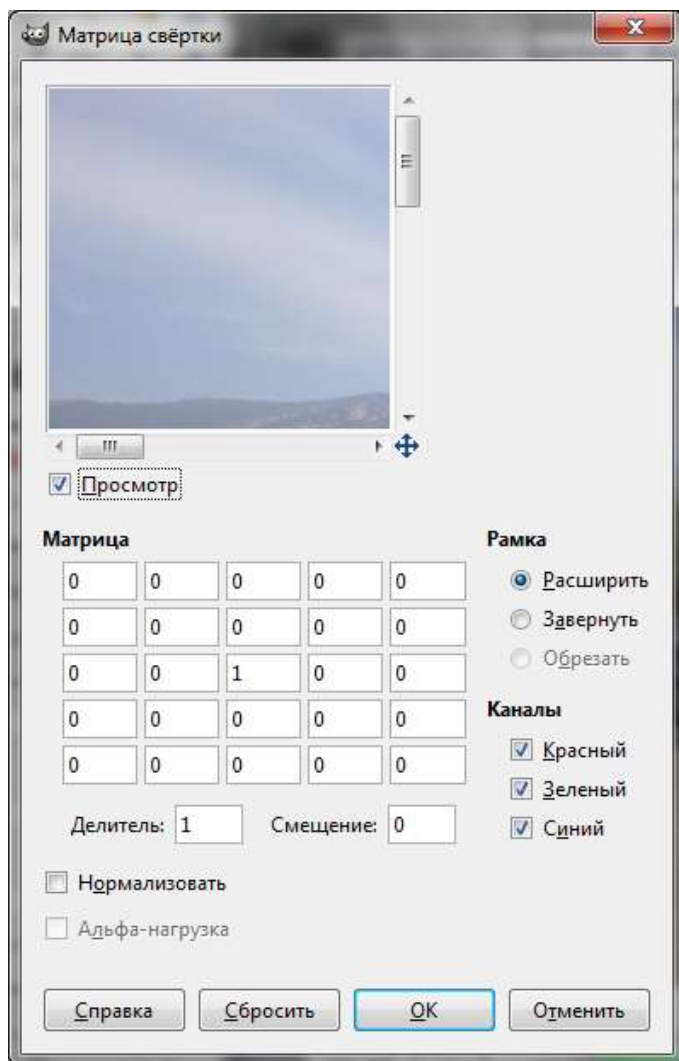 Матрица свёртки
Просмотр
Матрица
0 0 0 0 0
0 0 0 0 0
0 0 1 0 0
0 0 0 0 0
0 0 0 0 0
Делитель: 1 Смещение: 0
Нормализовать
Альфа-нагрузка
Рамка
Расширить
Завернуть
Обрезать
Каналы
Красный
Зеленый
Синий
Справка Сбросить OK Отменить